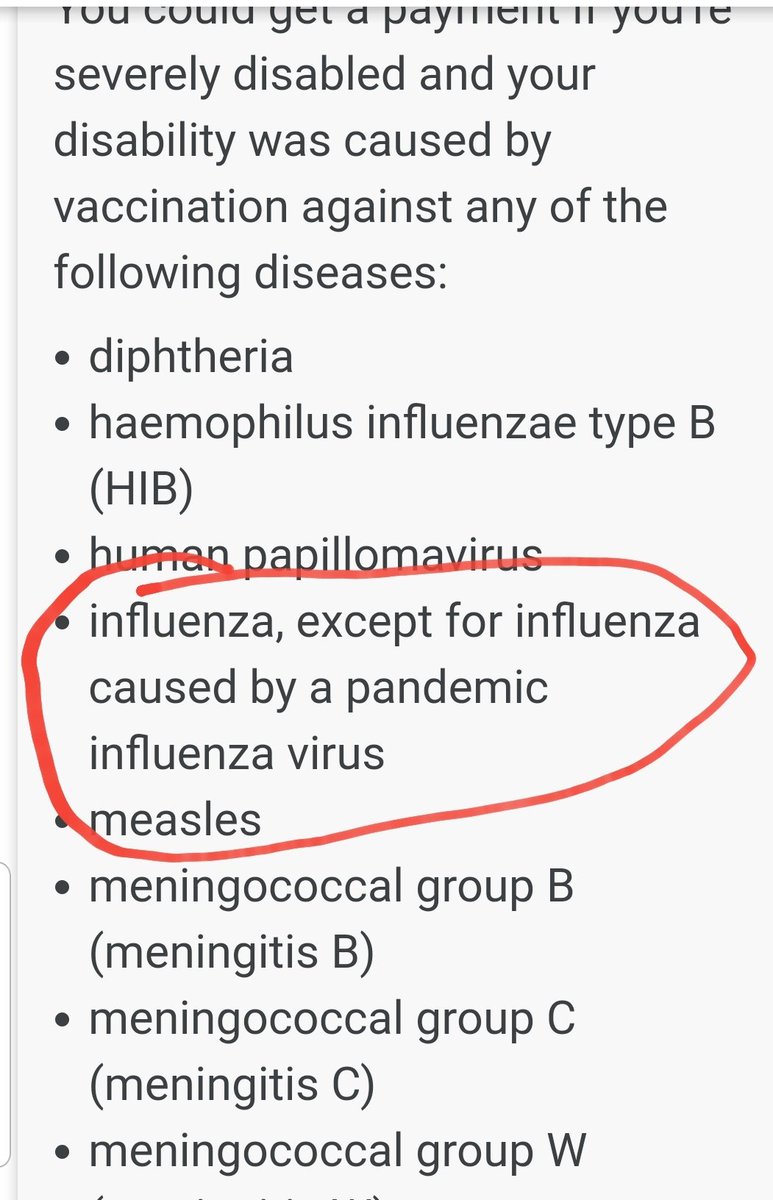 You could get a payment if you're
severely disabled and your
disability was caused by
vaccination against any of the
following diseases:
• diphtheria
• haemophilus influenzae type B
(HIB)
• human papillomavirus
• influenza, except for influenza
caused by a pandemic
influenza virus
• measles
• meningococcal group B
(meningitis B)
• meningococcal group C
(meningitis C)
• meningococcal group W